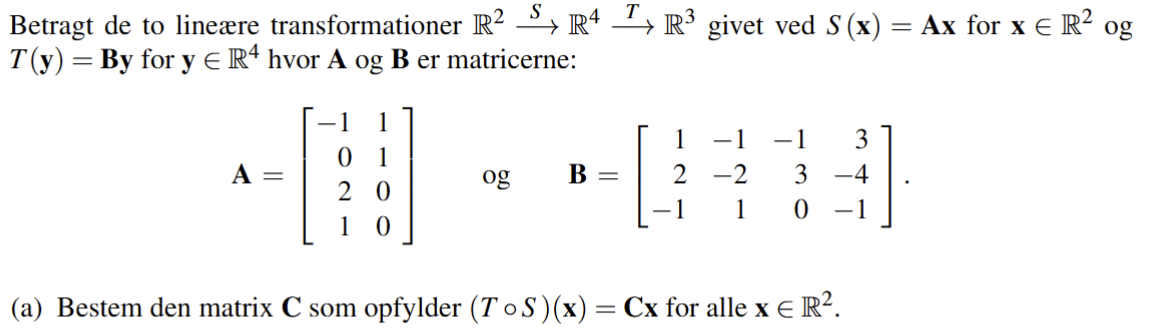 Betragt de to lineære transformationer ℝ² —S→ ℝ⁴ —T→ ℝ³ givet ved S(x) = Ax for x ∈ ℝ² og
T(y) = By for y ∈ ℝ⁴ hvor A og B er matricerne:
A = [−1 1; 0 1; 2 0; 1 0] og B = [1 −1 −1 3; 2 −2 3 −4; −1 1 0 −1].
(a) Bestem den matrix C som opfylder (T ∘ S)(x) = Cx for alle x ∈ ℝ².